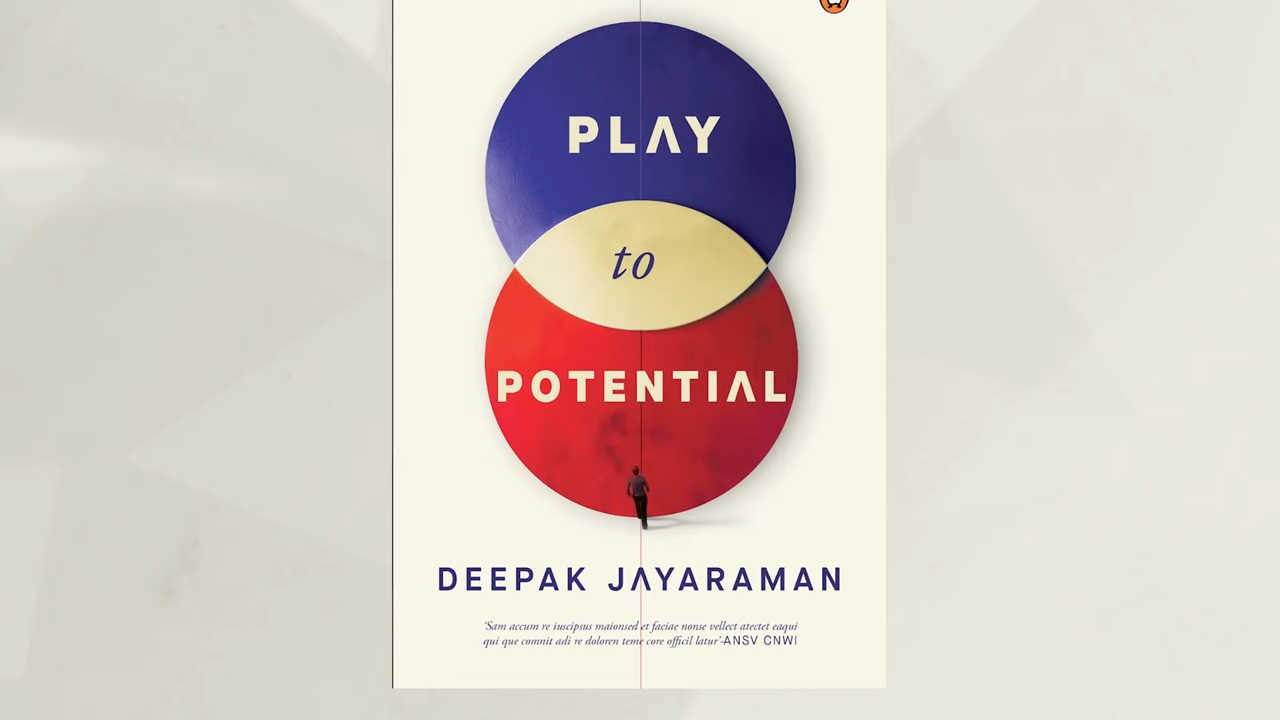 PLAY
to
POTENTIAL
DEEPAK JAYARAMAN
'Sam accum re iuscipsus maionsed et faciae nonse vellect atectet eaqui
qui que comnit adi re doloren teme core officil latur'–ANSV CNWI